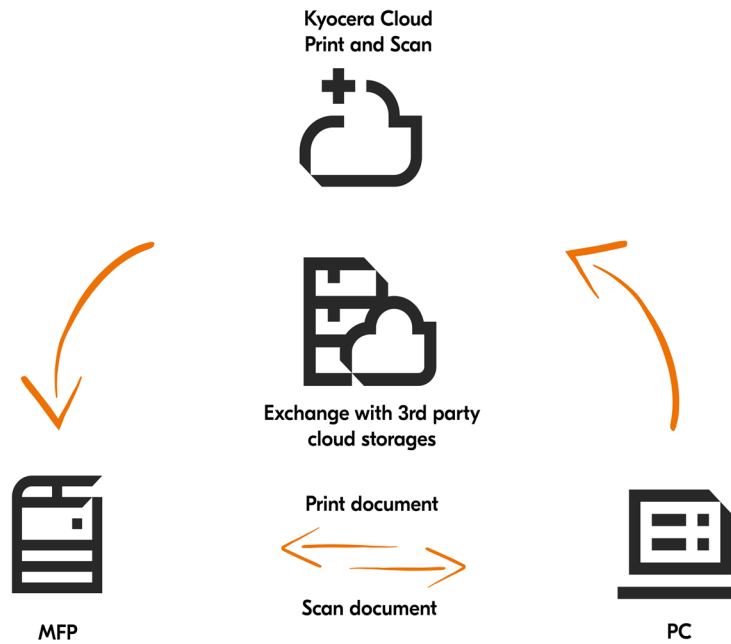 Kyocera Cloud
Print and Scan
Exchange with 3rd party
cloud storages
Print document
Scan document
MFP
PC